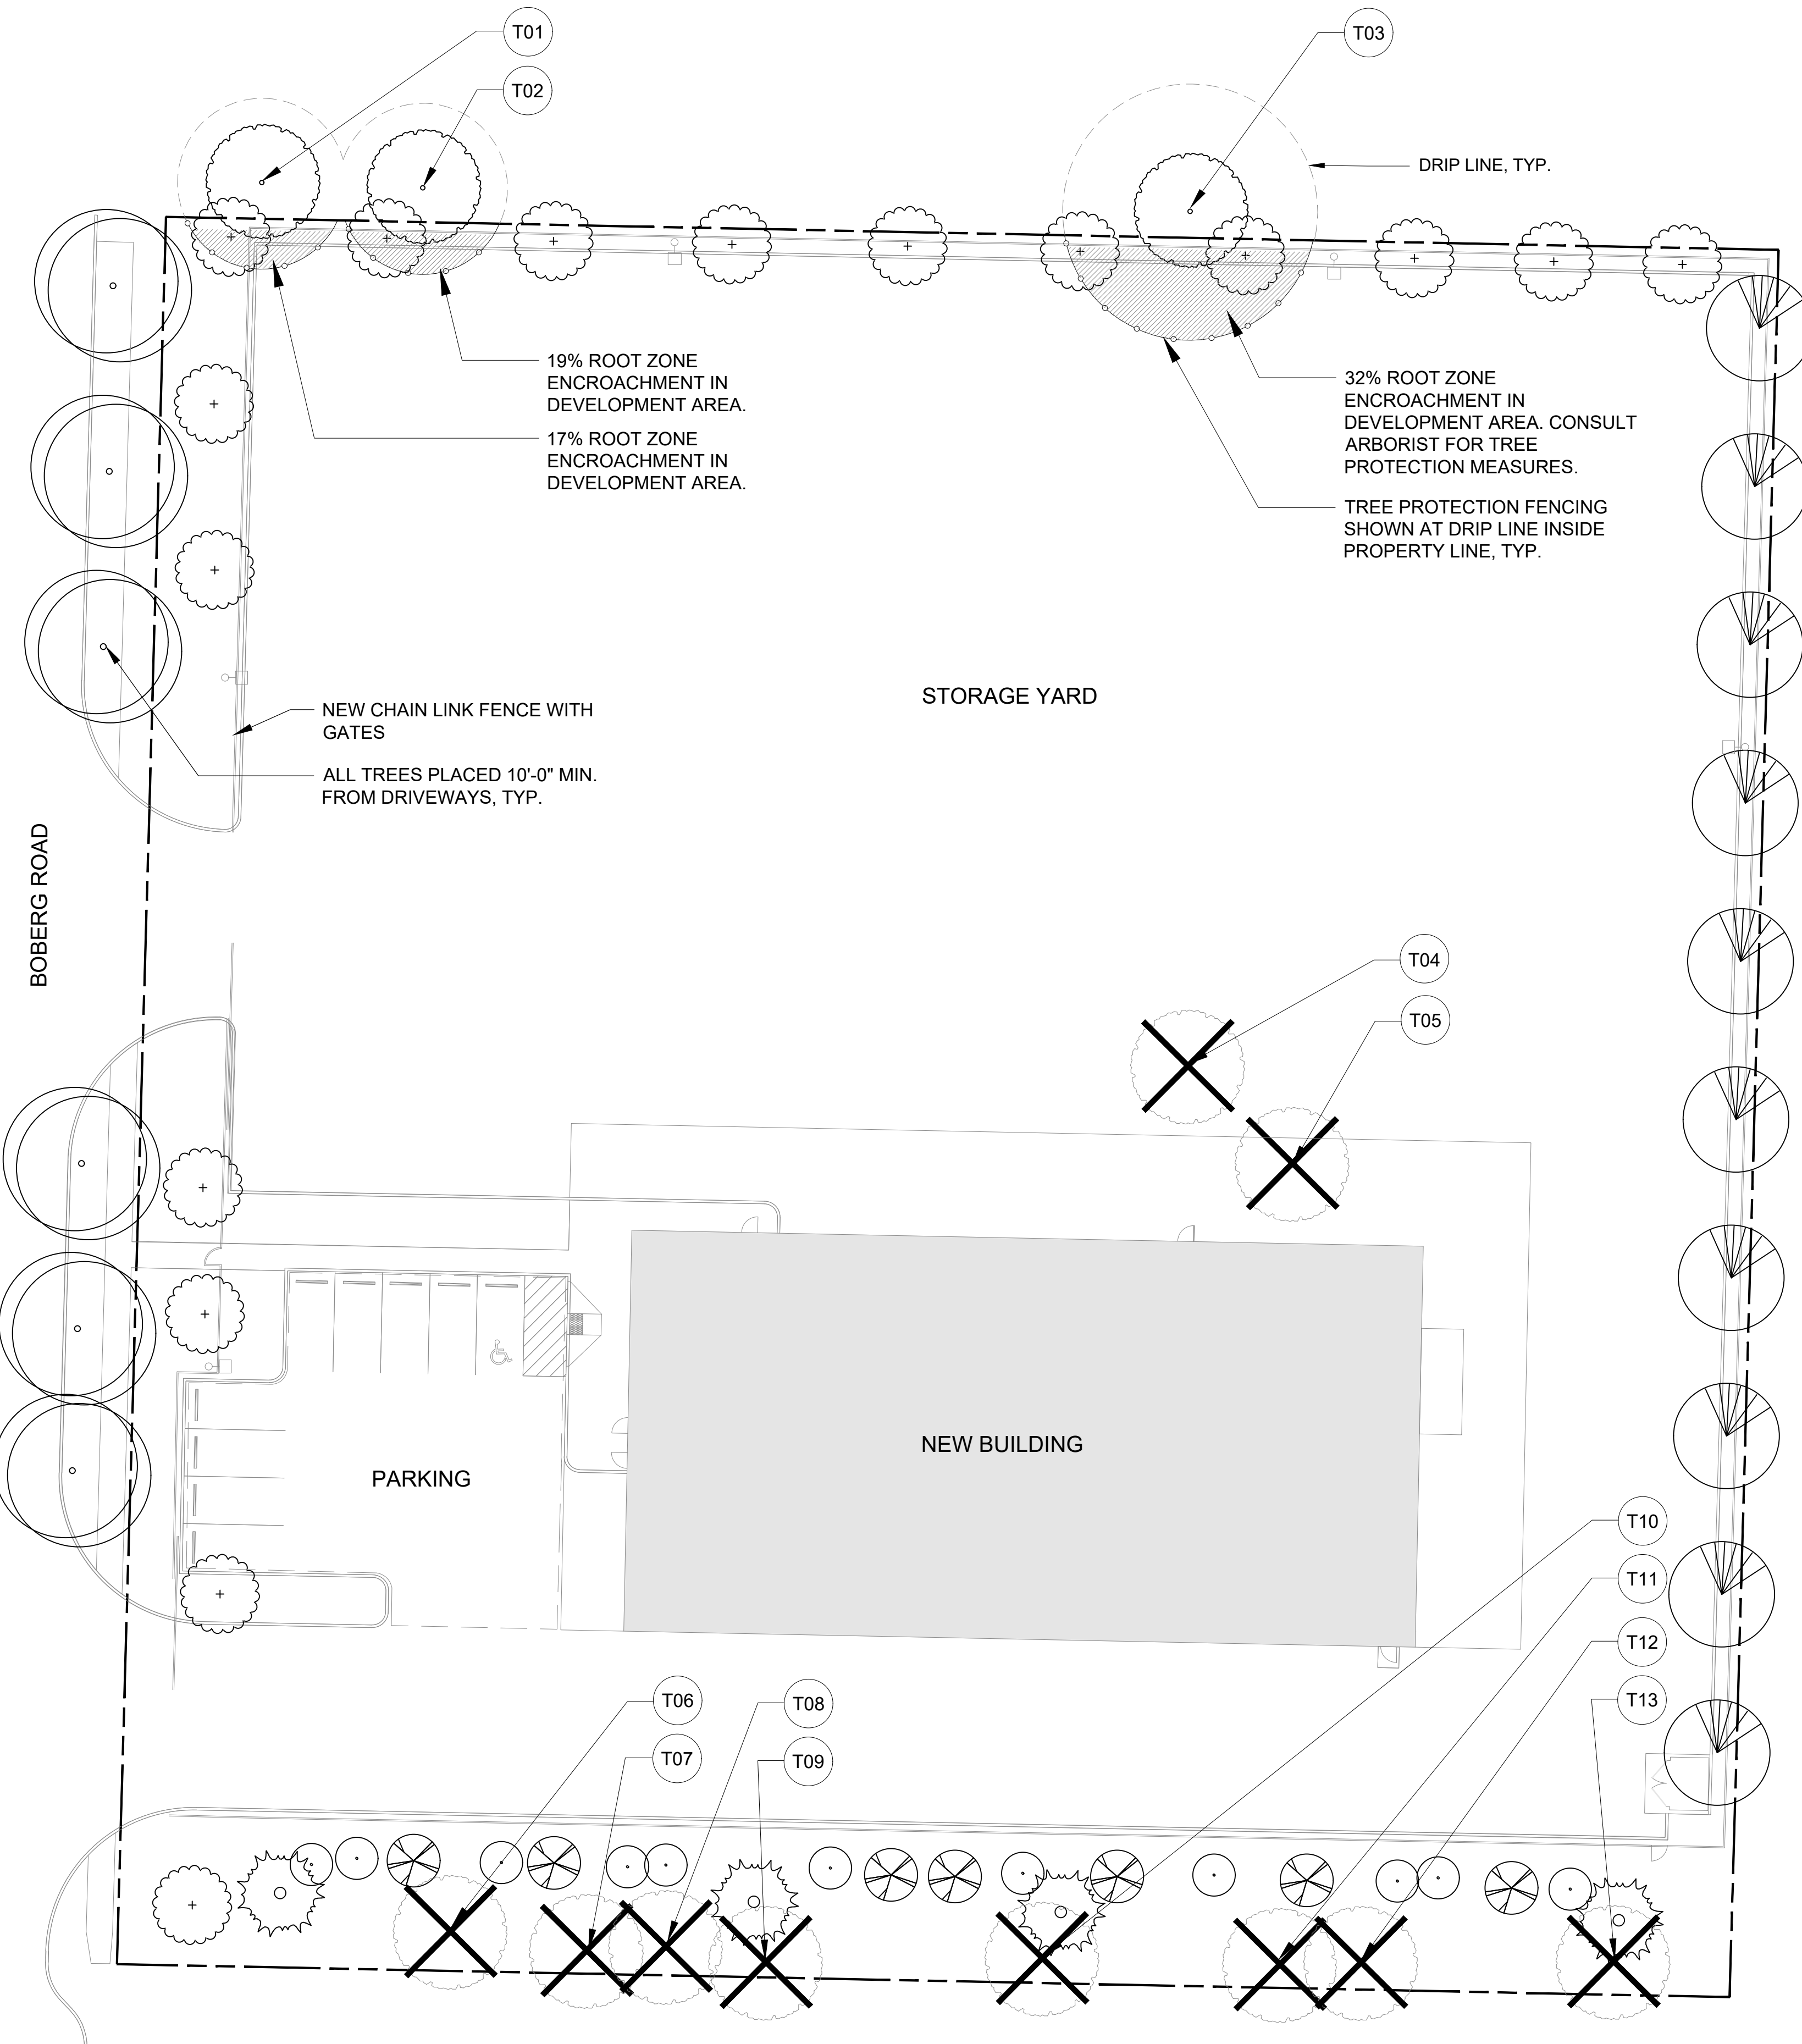 T01
T02
T03
DRIP LINE, TYP.
19% ROOT ZONE
ENCROACHMENT IN
DEVELOPMENT AREA.
17% ROOT ZONE
ENCROACHMENT IN
DEVELOPMENT AREA.
32% ROOT ZONE
ENCROACHMENT IN
DEVELOPMENT AREA. CONSULT
ARBORIST FOR TREE
PROTECTION MEASURES.
TREE PROTECTION FENCING
SHOWN AT DRIP LINE INSIDE
PROPERTY LINE, TYP.
STORAGE YARD
NEW CHAIN LINK FENCE WITH
GATES
ALL TREES PLACED 10'-0" MIN.
FROM DRIVEWAYS, TYP.
BOBERG ROAD
T04
T05
NEW BUILDING
PARKING
T10
T11
T12
T13
T06
T07
T08
T09